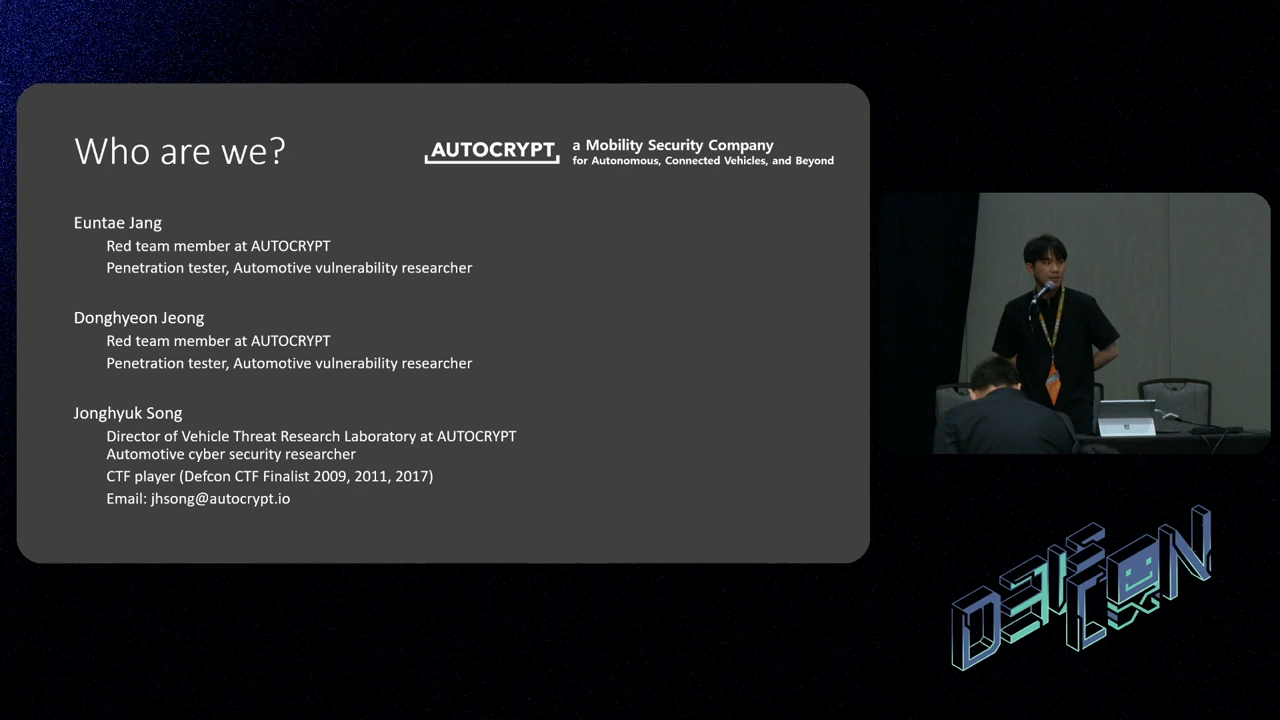 Who are we?
AUTOCRYPT
a Mobility Security Company
for Autonomous, Connected Vehicles, and Beyond
Euntae Jang
Red team member at AUTOCRYPT
Penetration tester, Automotive vulnerability researcher
Donghyeon Jeong
Red team member at AUTOCRYPT
Penetration tester, Automotive vulnerability researcher
Jonghyuk Song
Director of Vehicle Threat Research Laboratory at AUTOCRYPT
Automotive cyber security researcher
CTF player (Defcon CTF Finalist 2009, 2011, 2017)
Email: jhsong@autocrypt.io
DEF
CON